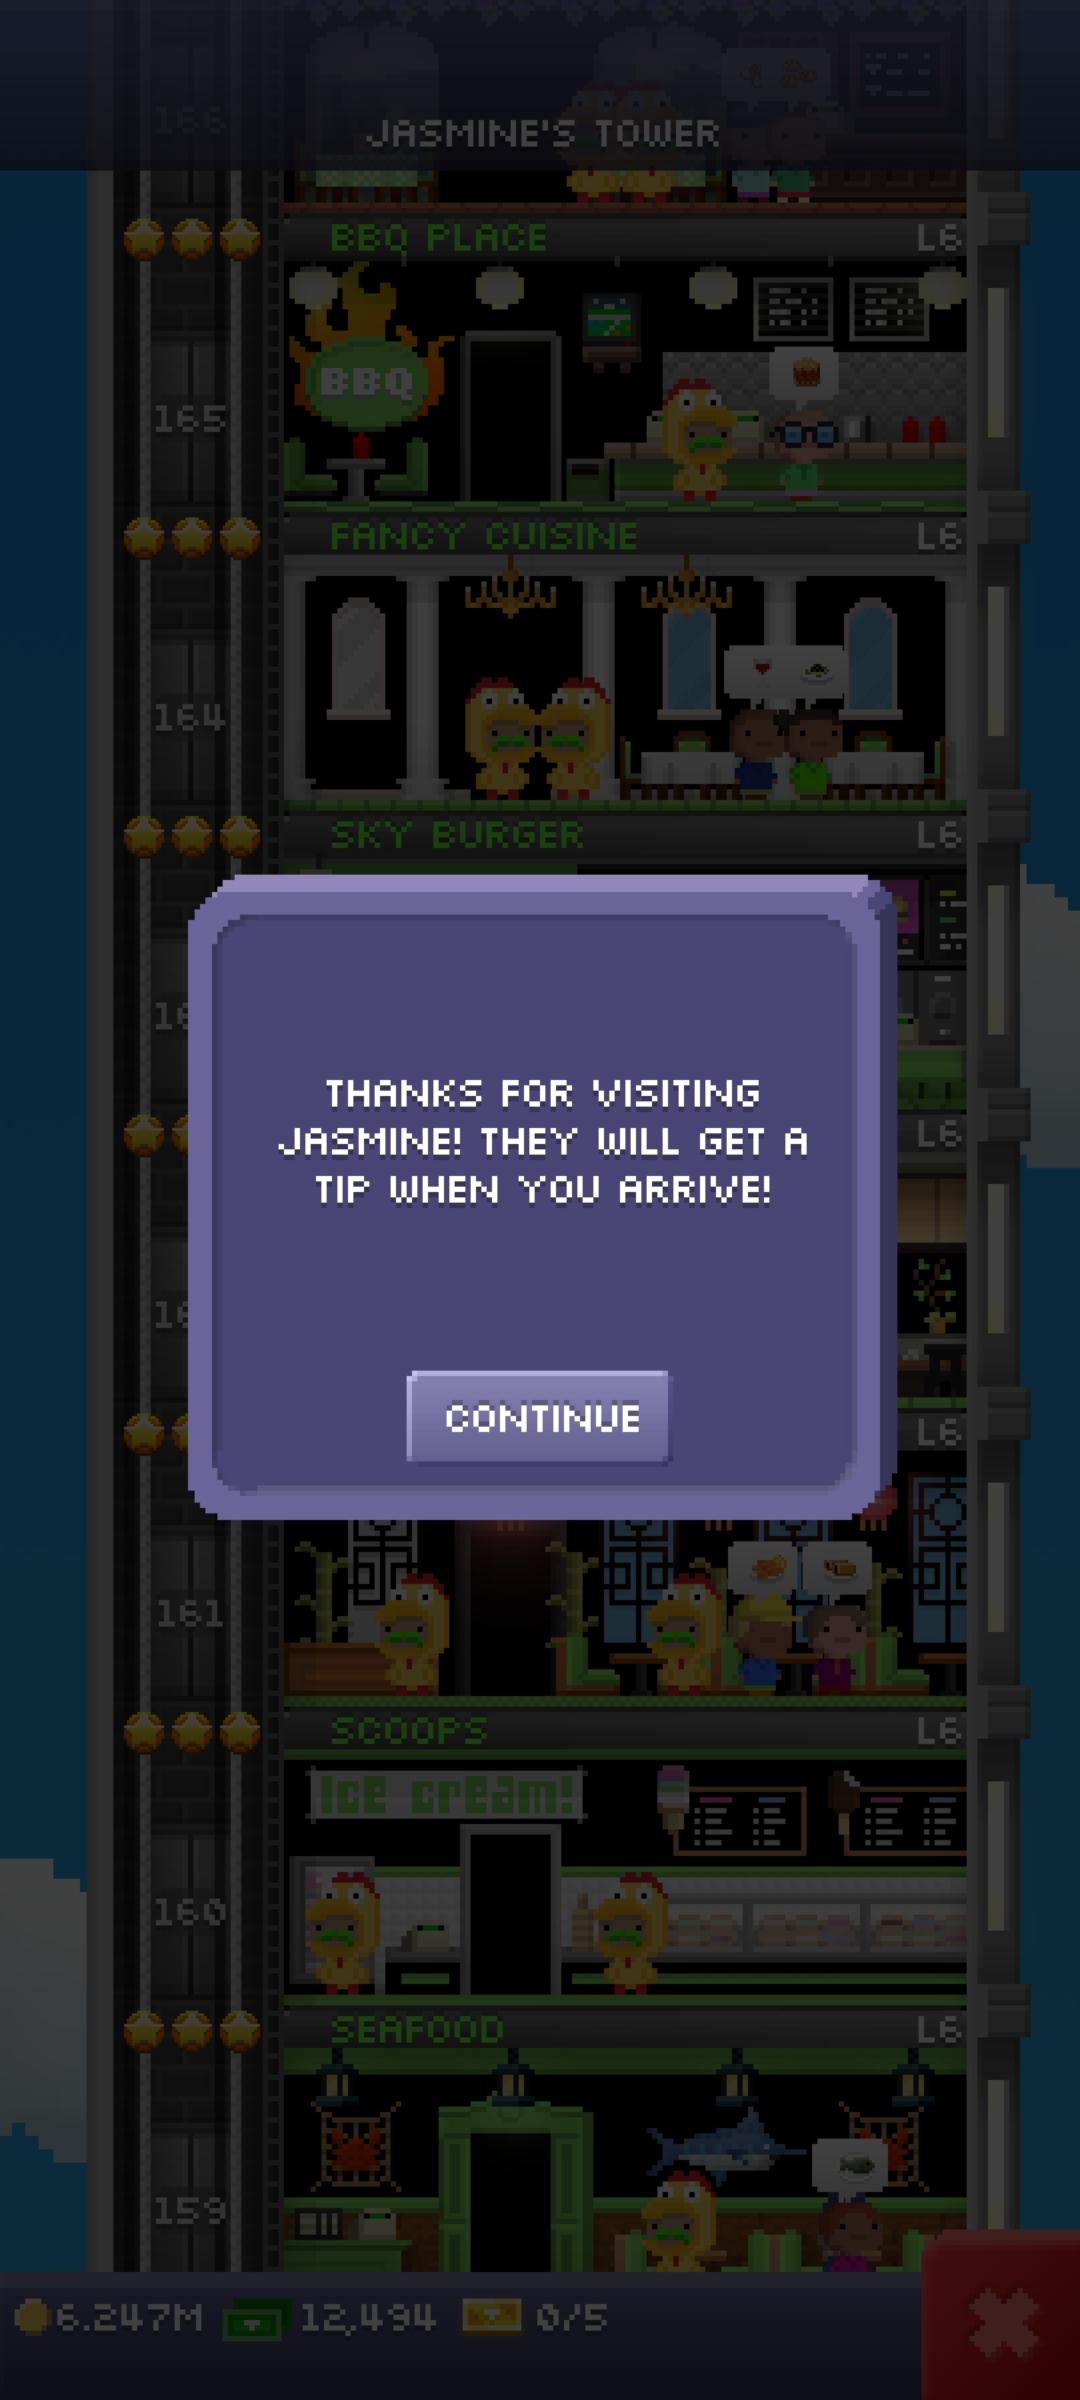 166
JASMINE'S TOWER
BBQ PLACE L6
BBQ
165
FANCY CUISINE L6
164
SKY BURGER L6
L6
THANKS FOR VISITING
JASMINE! THEY WILL GET A
TIP WHEN YOU ARRIVE!
CONTINUE
L6
161
SCOOPS L6
Ice cream!
160
SEAFOOD L6
159
6.247M 12,494 0/5